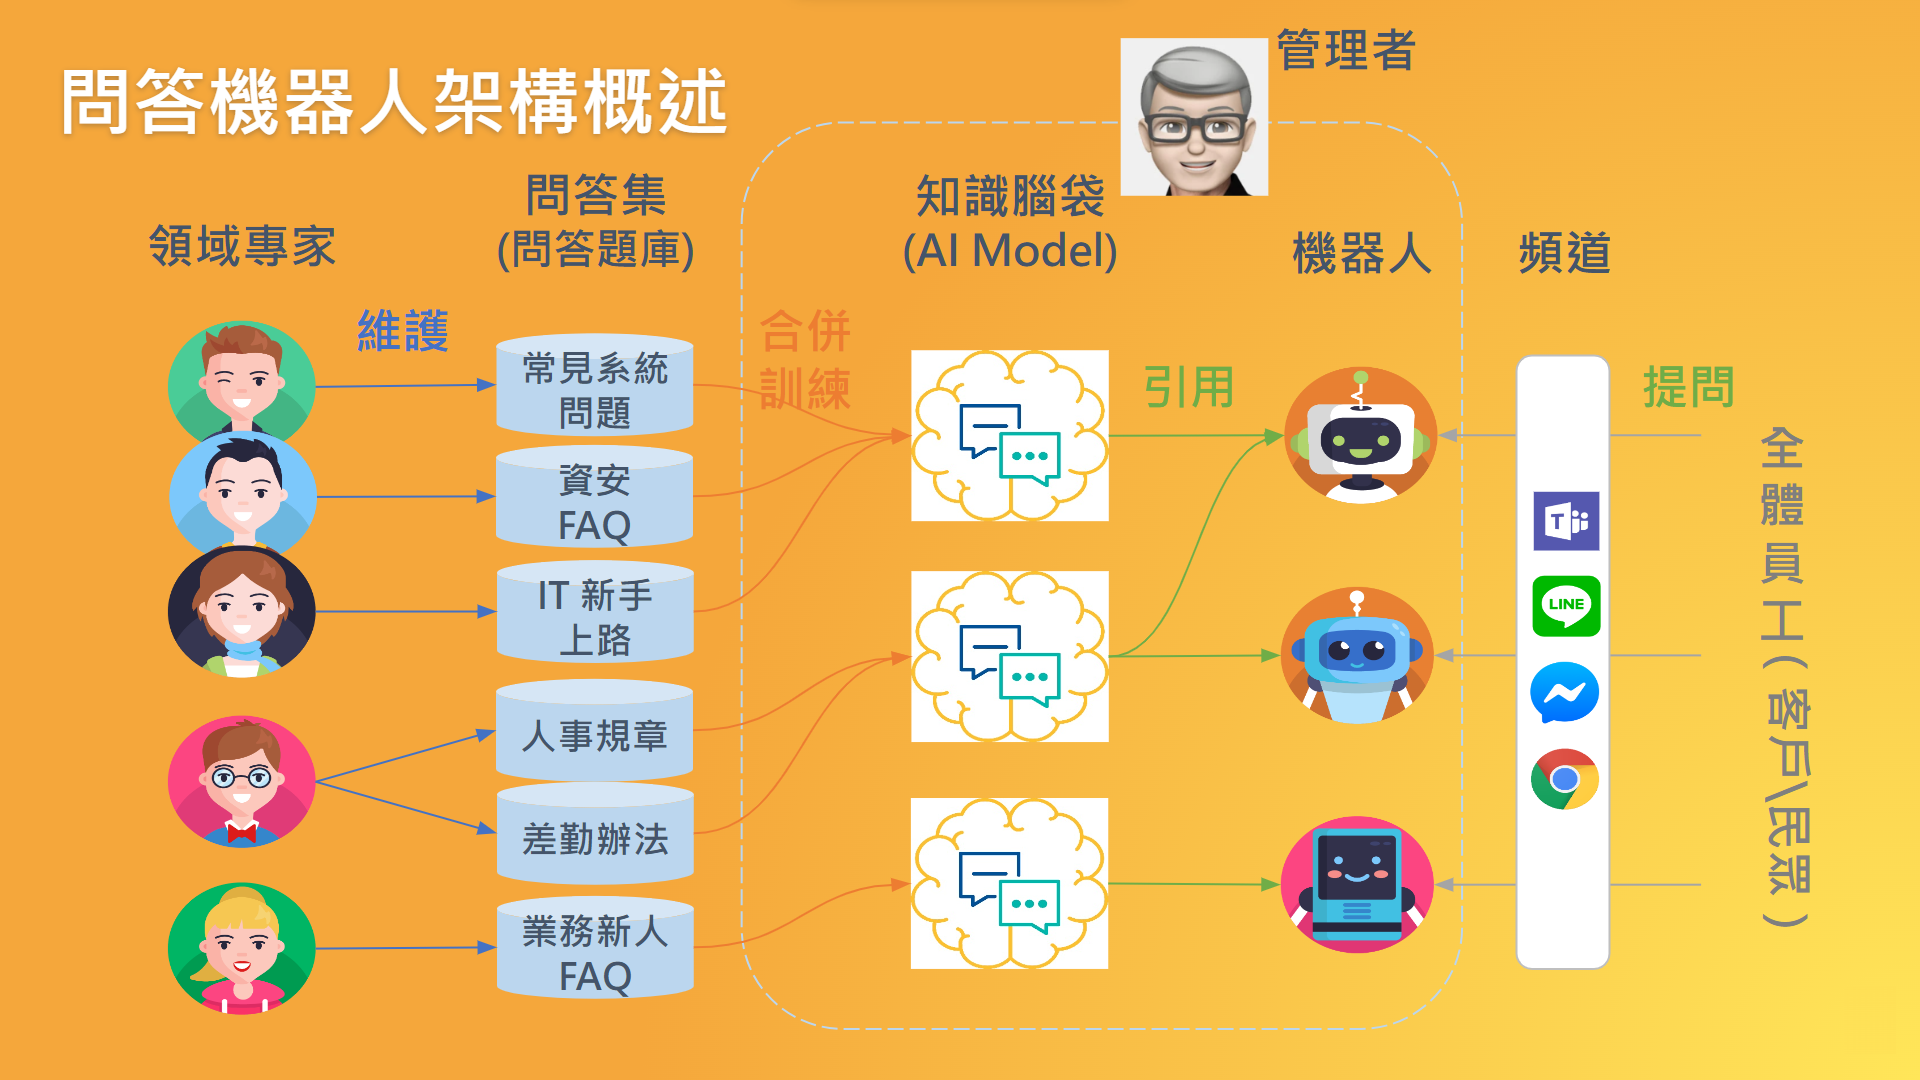 問答機器人架構概述
管理者
領域專家
問答集
(問答題庫)
知識腦袋
(AI Model)
機器人
頻道
維護
合併
訓練
引用
提問
常見系統
問題
資安
FAQ
IT 新手
上路
人事規章
差勤辦法
業務新人
FAQ
T
LINE
全體員工(客戶\民眾)